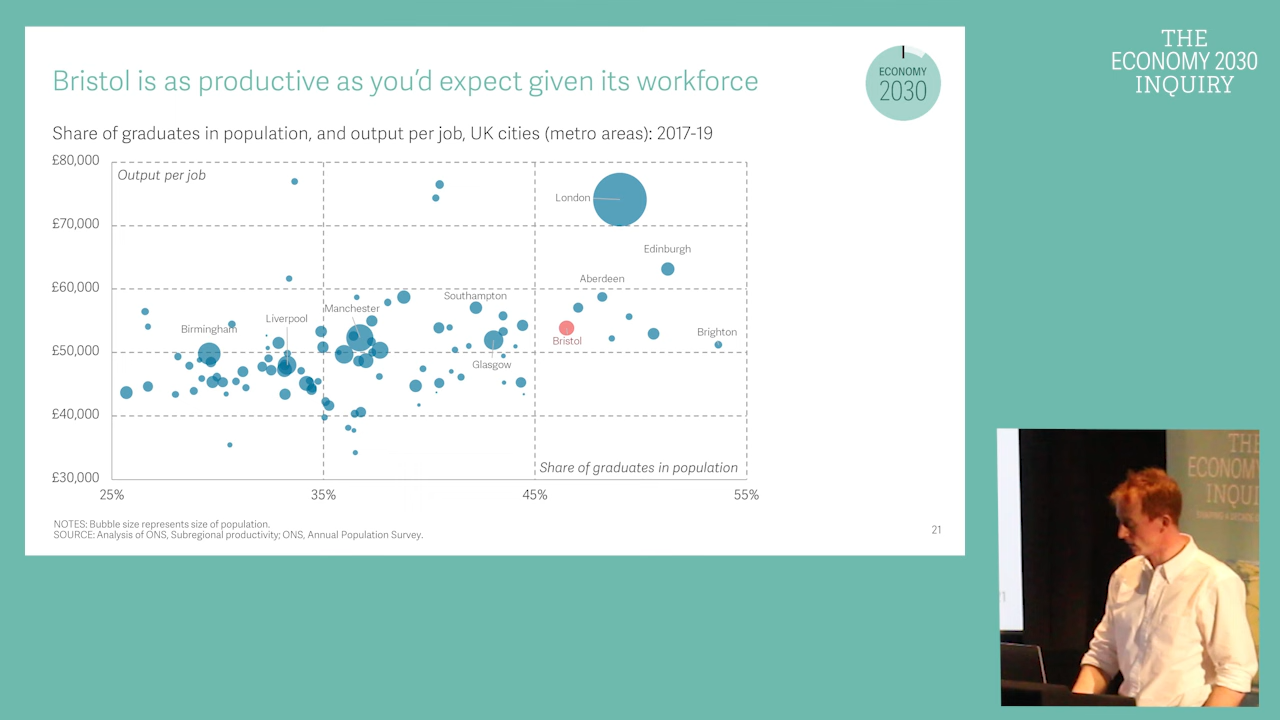 THE
ECONOMY 2030
INQUIRY
Bristol is as productive as you'd expect given its workforce
ECONOMY
2030
Share of graduates in population, and output per job, UK cities (metro areas): 2017-19
£80,000
Output per job
London
£70,000
Edinburgh
Aberdeen
£60,000
Southampton
Manchester
Liverpool
Birmingham
Brighton
Bristol
£50,000
Glasgow
£40,000
Share of graduates in population
£30,000
25%
35%
45%
55%
NOTES: Bubble size represents size of population.
SOURCE: Analysis of ONS, Subregional productivity; ONS, Annual Population Survey.
21